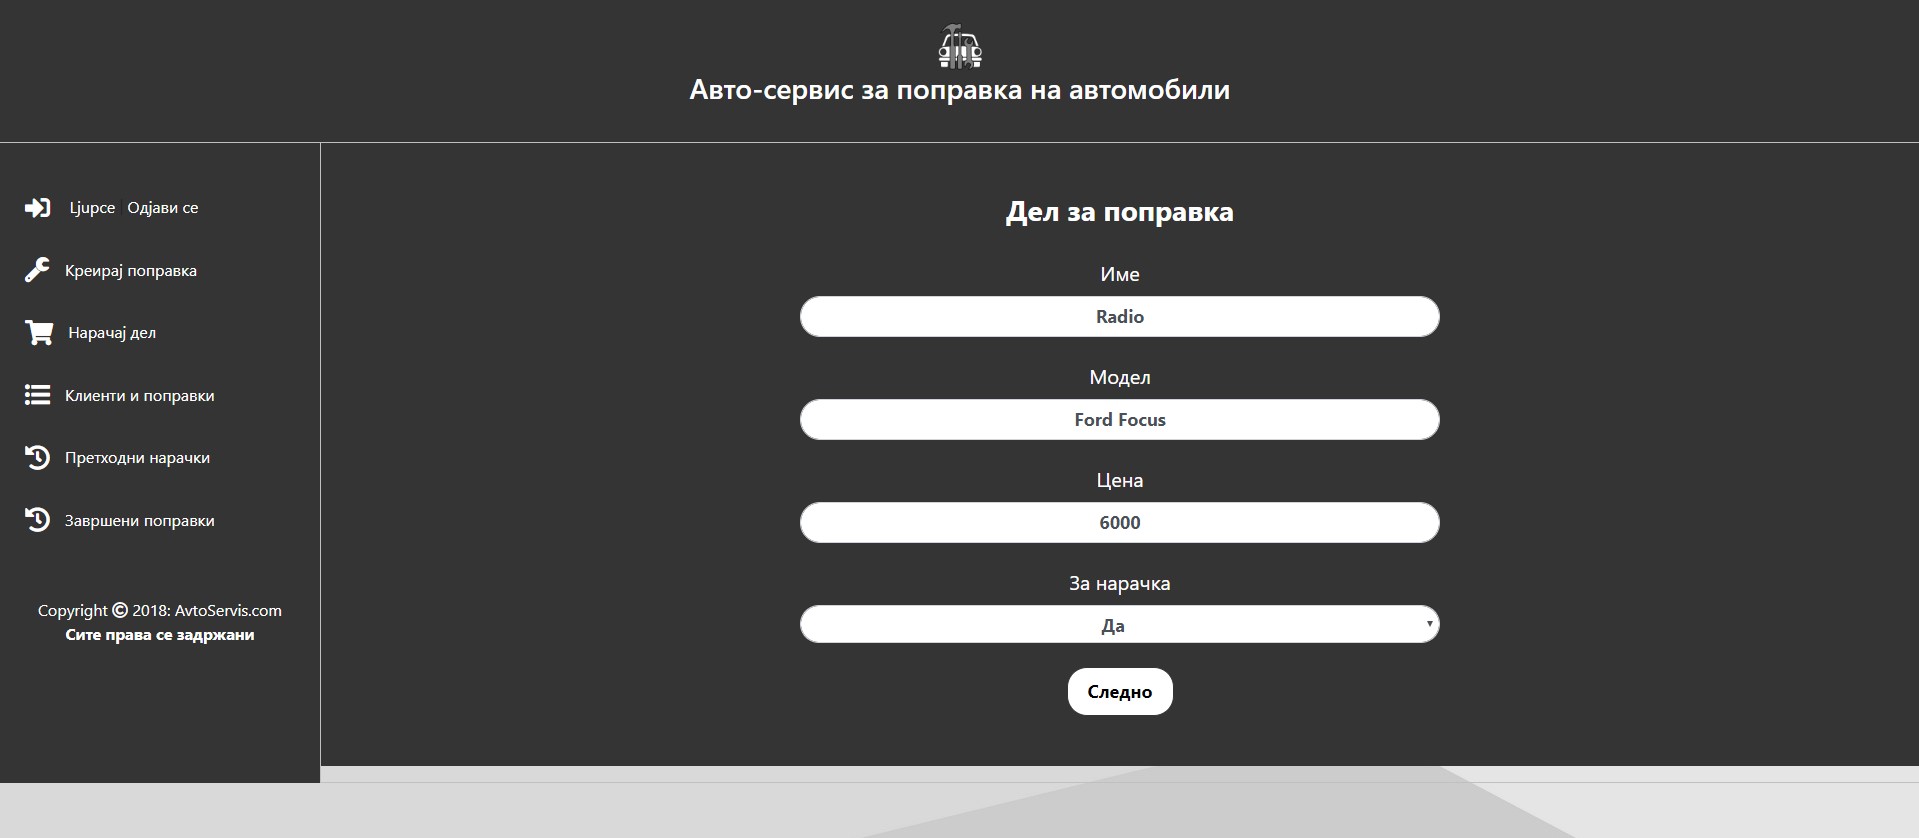 Авто-сервис за поправка на автомобили
Ljupce | Одјави се
Креирај поправка
Нарачај дел
Клиенти и поправки
Претходни нарачки
Завршени поправки
Copyright © 2018: AvtoServis.com
Сите права се задржани
Дел за поправка
Име
Radio
Модел
Ford Focus
Цена
6000
За нарачка
Да
Следно